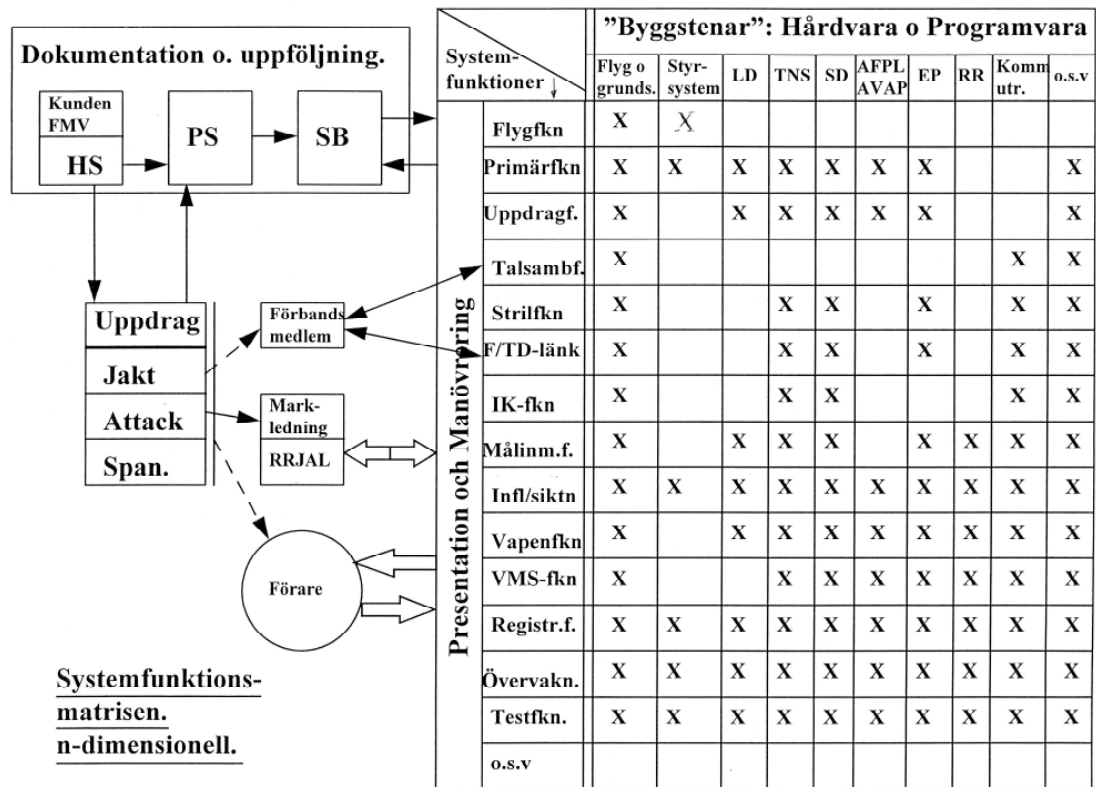 Dokumentation o. uppföljning.
Kunden
FMV
HS
PS
SB
Uppdrag
Jakt
Attack
Span.
Förbands
medlem
Mark-
ledning
RRJAL
Förare
Systemfunktions-
matrisen.
n-dimensionell.
Presentation och Manövroring
"Byggstenar": Hårdvara o Programvara
System-
funktioner
Flyg o
grunds.
Styr-
system
LD
TNS
SD
AFPL
AVAP
EP
RR
Komm
utr.
o.s.v
Flygfkn X X
Primärfkn X X X X X X X X
Uppdragf. X X X X X X X
Talsambf. X X X
Strilfkn X X X X X X
F/TD-länk X X X X X X
IK-fkn X X X X X
Målinm.f. X X X X X X X X
Infl/siktn X X X X X X X X X X
Vapenfkn X X X X X X X X X
VMS-fkn X X X X X X X X
Registr.f. X X X X X X X X X X
Övervakn. X X X X X X X X X X
Testfkn. X X X X X X X X X X
o.s.v